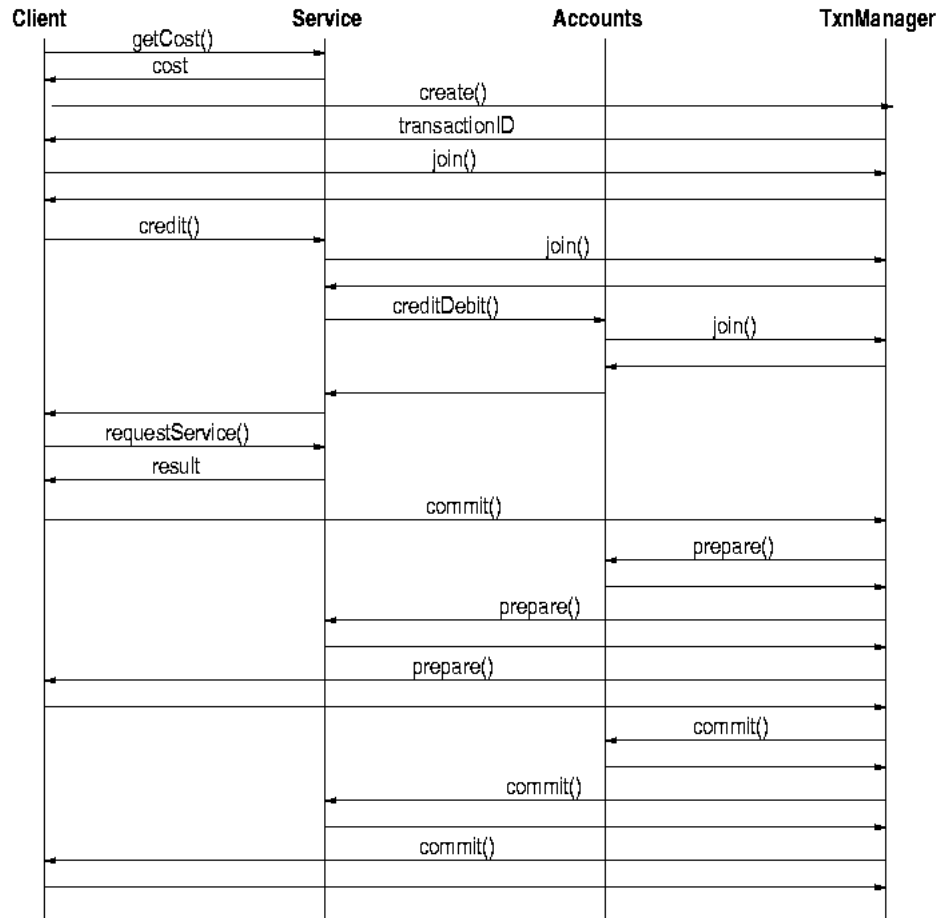 Client Service Accounts TxnManager
getCost()
cost
create()
transactionID
join()
credit()
join()
creditDebit()
join()
requestService()
result
commit()
prepare()
prepare()
prepare()
commit()
commit()
commit()